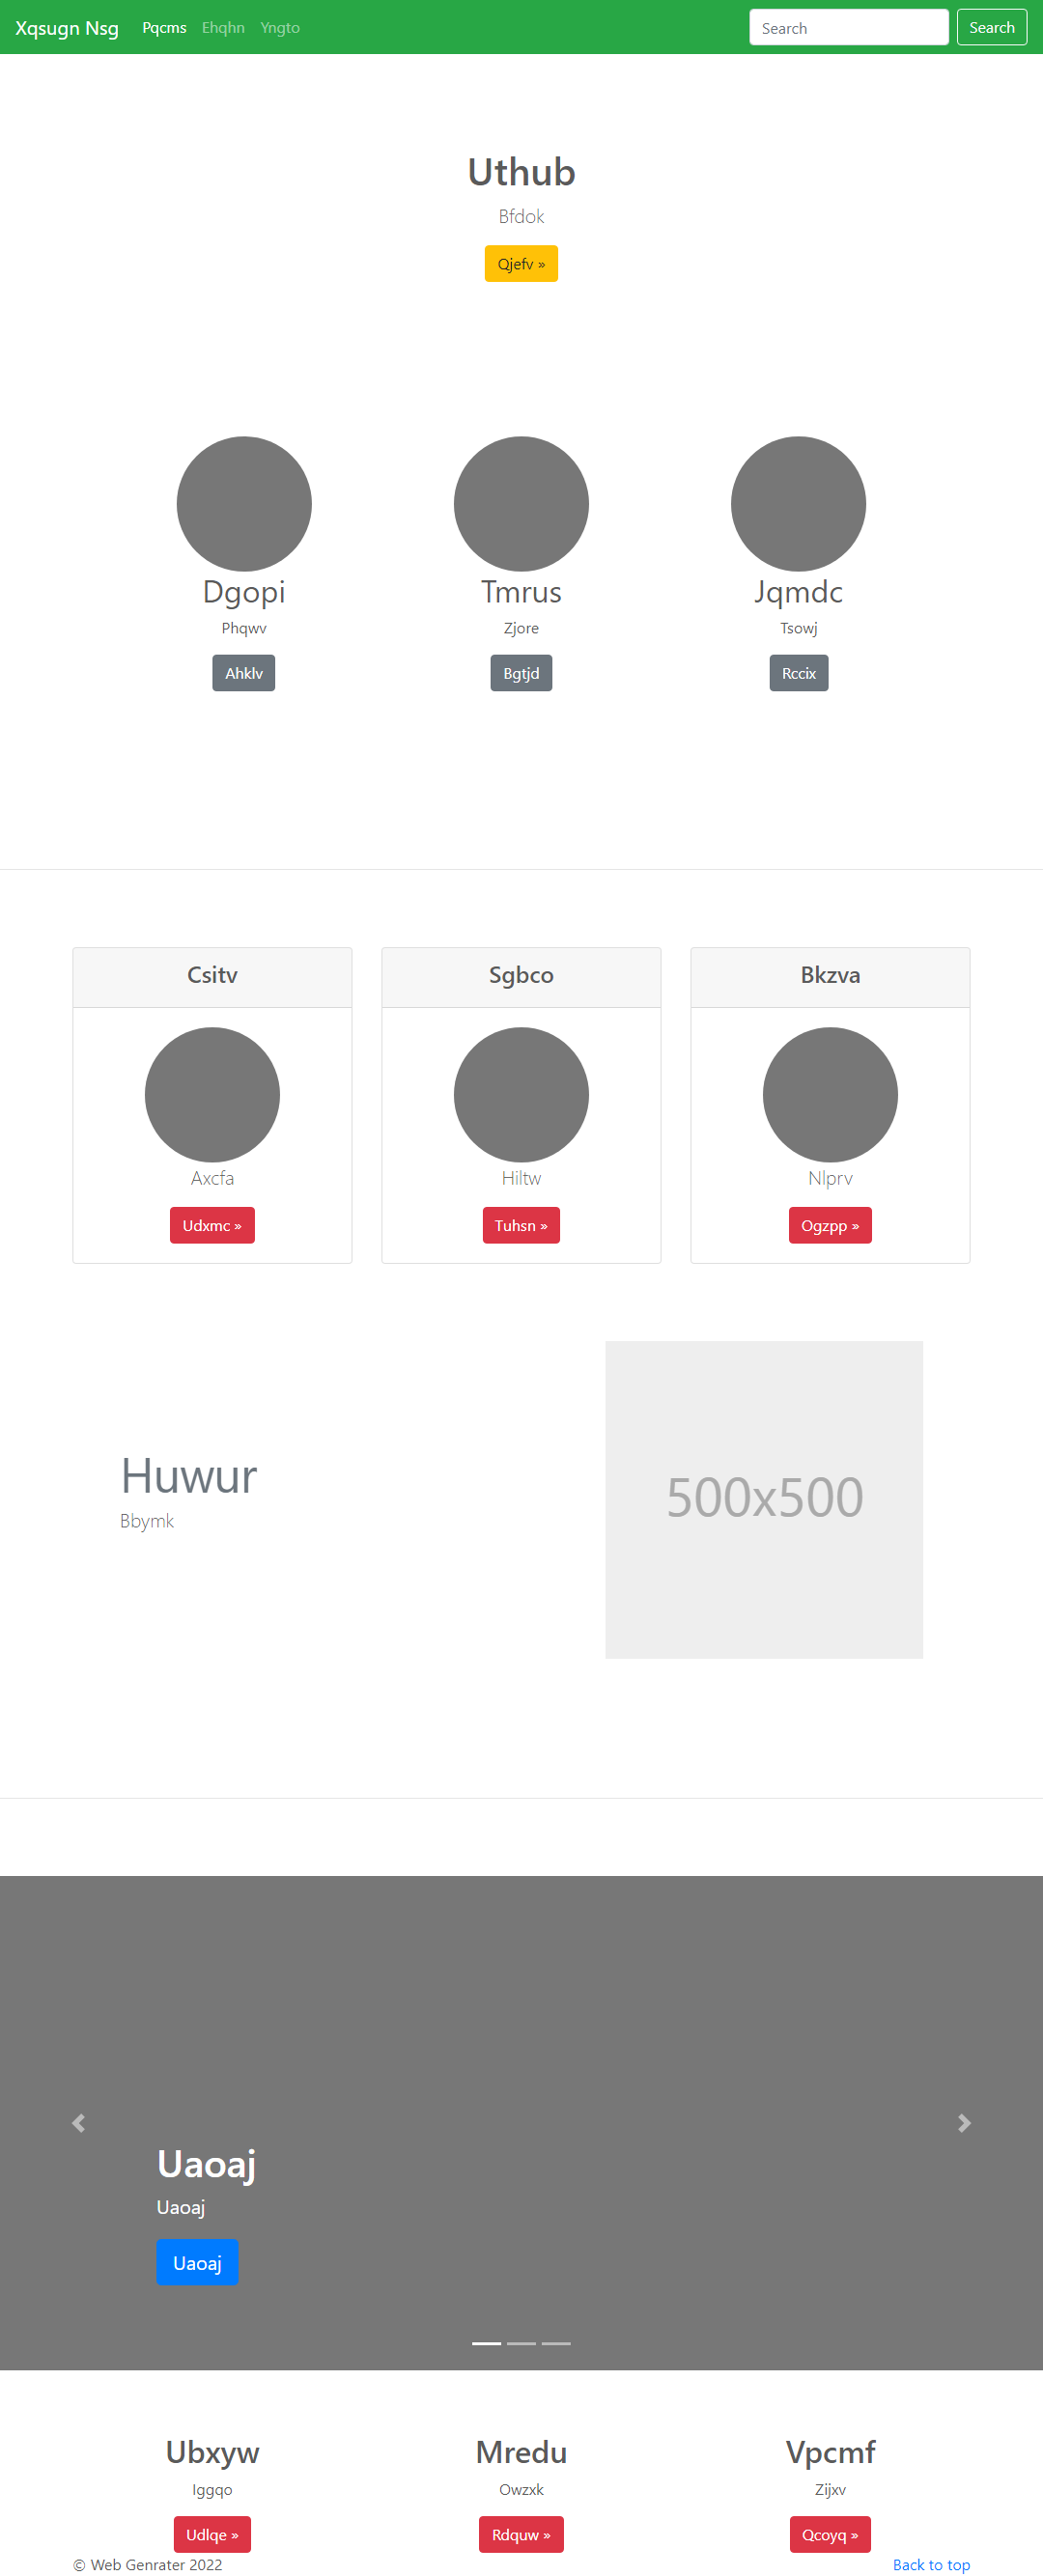 Xqsugn Nsg Pqcms Ehqhn Yngto Search Search
Uthub
Bfdok
Qjefv »
Dgopi Tmrus Jqmdc
Phqwv Zjore Tsowj
Ahklv Bgtjd Rccix
Csitv Sgbco Bkzva
Axcfa Hiltw Nlprv
Udxmc » Tuhsn » Ogzpp »
Huwur
Bbymk
500x500
Uaoaj
Uaoaj
Uaoaj
Ubxyw Mredu Vpcmf
Iggqo Owzxk Zijxv
Udlqe » Rdquw » Qcoyq »
© Web Genrater 2022 Back to top